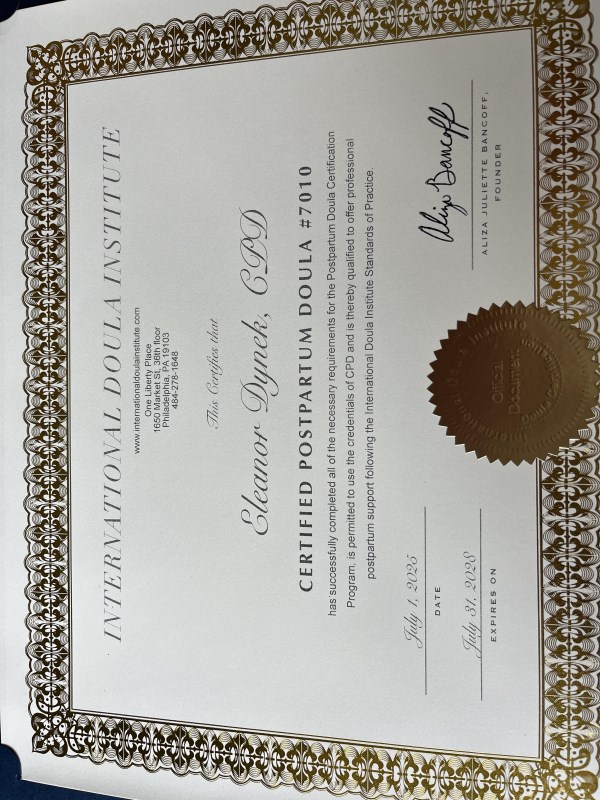 INTERNATIONAL DOULA INSTITUTE
www.internationaldoulainstitute.com
One Liberty Place
1650 Market St, 36th floor
Philadelphia, PA 19103
484-278-1648
This Certifies that
Eleanor Dynek, CPD
CERTIFIED POSTPARTUM DOULA #7010
has successfully completed all of the necessary requirements for the Postpartum Doula Certification
Program, is permitted to use the credentials of CPD and is thereby qualified to offer professional
postpartum support following the International Doula Institute Standards of Practice.
July 1, 2025
DATE
July 31, 2028
EXPIRES ON
Official
Document
Aliza Bancoff
ALIZA JULIETTE BANCOFF,
FOUNDER